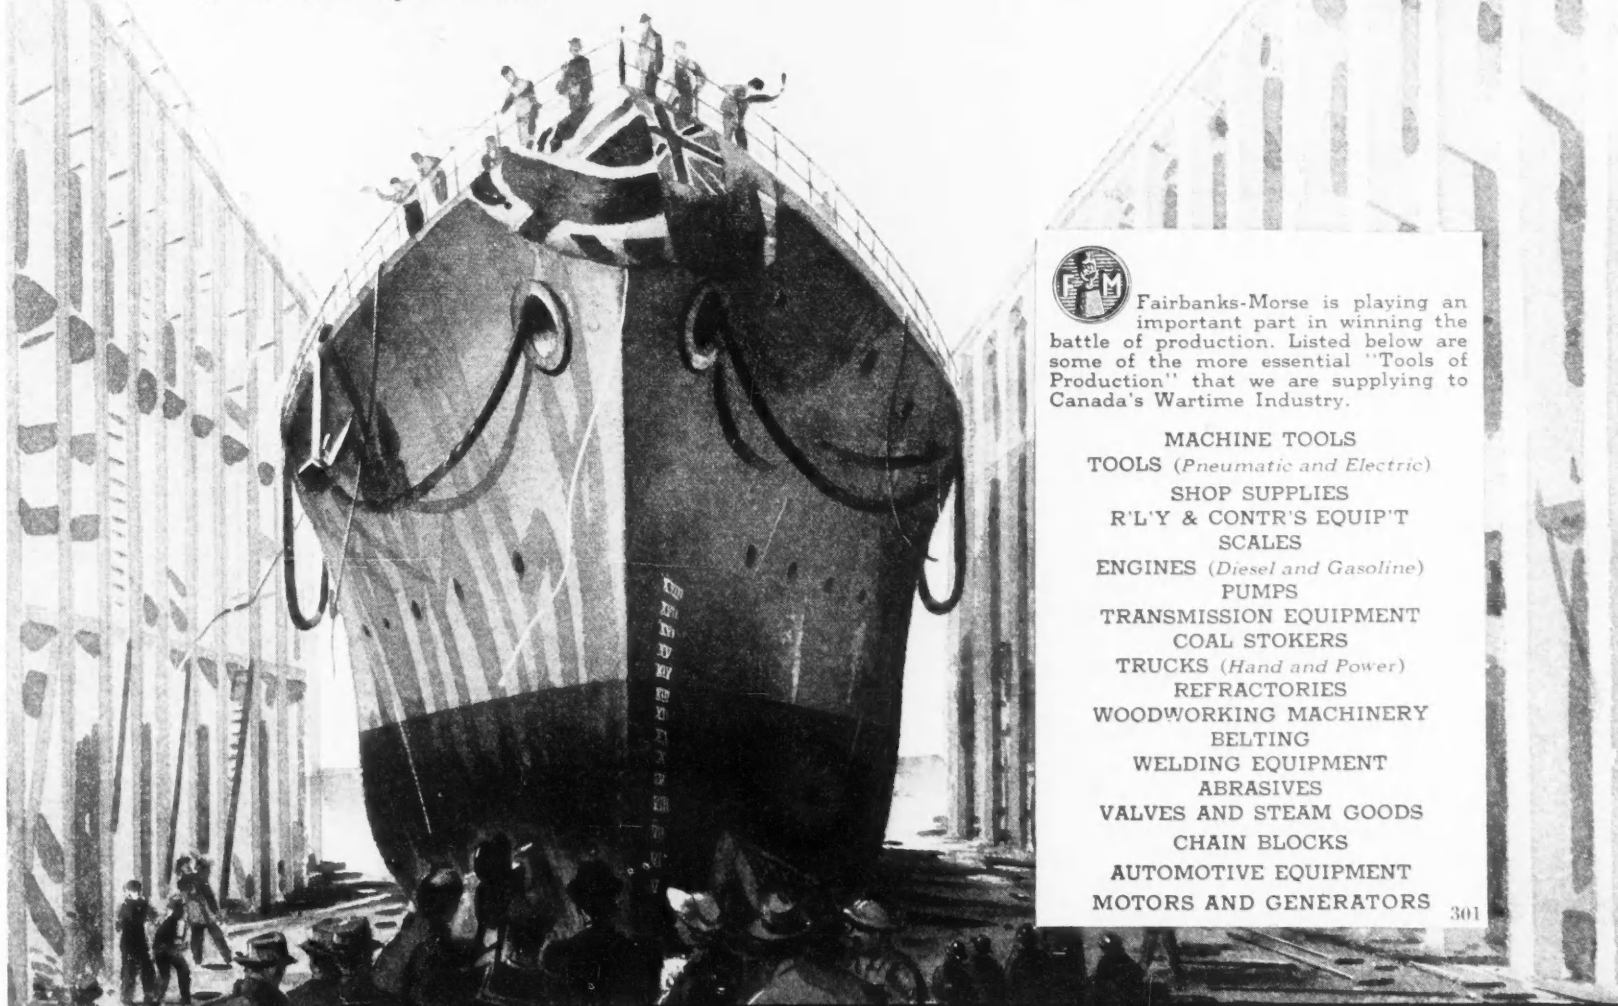 F M
Fairbanks-Morse is playing an
important part in winning the
battle of production. Listed below are
some of the more essential "Tools of
Production" that we are supplying to
Canada's Wartime Industry.
MACHINE TOOLS
TOOLS (Pneumatic and Electric)
SHOP SUPPLIES
R'L'Y & CONTR'S EQUIP'T
SCALES
ENGINES (Diesel and Gasoline)
PUMPS
TRANSMISSION EQUIPMENT
COAL STOKERS
TRUCKS (Hand and Power)
REFRACTORIES
WOODWORKING MACHINERY
BELTING
WELDING EQUIPMENT
ABRASIVES
VALVES AND STEAM GOODS
CHAIN BLOCKS
AUTOMOTIVE EQUIPMENT
MOTORS AND GENERATORS
301